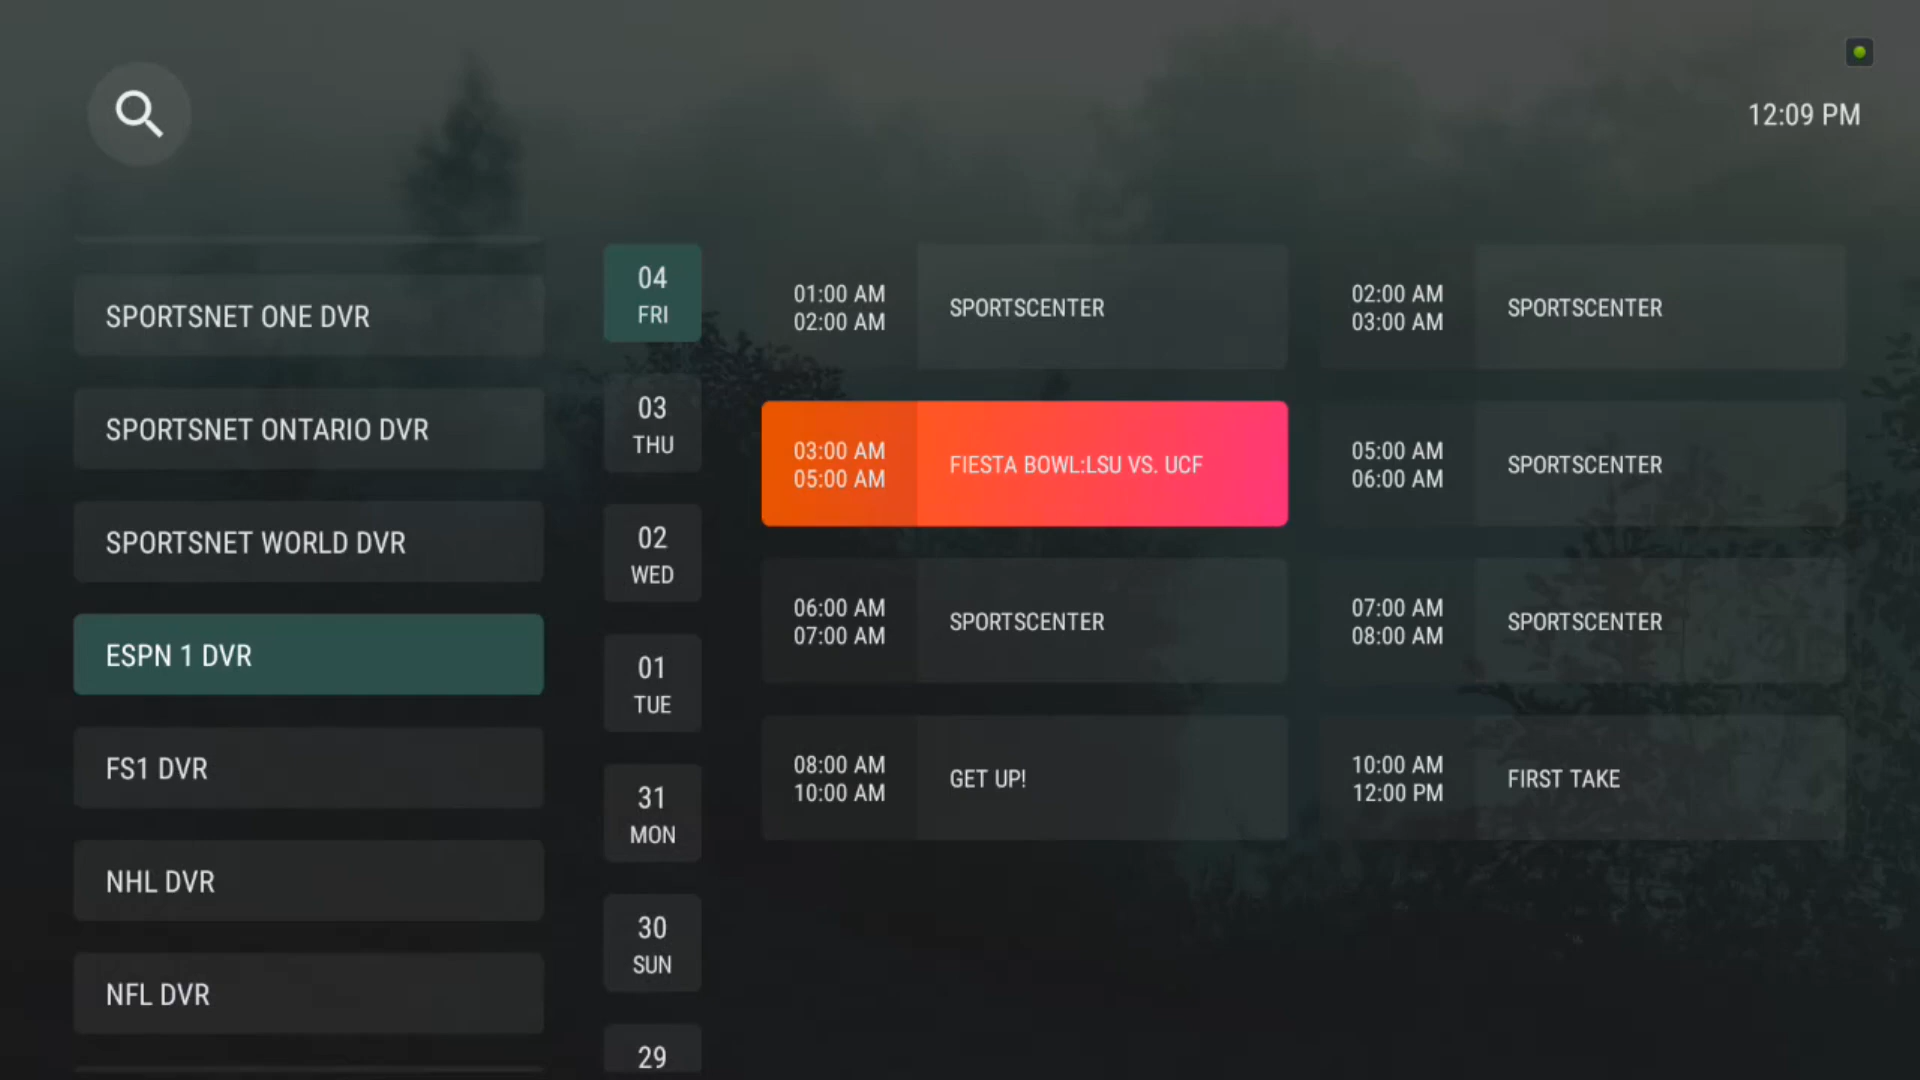 12:09 PM
SPORTSNET ONE DVR
SPORTSNET ONTARIO DVR
SPORTSNET WORLD DVR
ESPN 1 DVR
FS1 DVR
NHL DVR
NFL DVR
04
FRI
03
THU
02
WED
01
TUE
31
MON
30
SUN
29
01:00 AM
02:00 AM
SPORTSCENTER
02:00 AM
03:00 AM
SPORTSCENTER
03:00 AM
05:00 AM
FIESTA BOWL:LSU VS. UCF
05:00 AM
06:00 AM
SPORTSCENTER
06:00 AM
07:00 AM
SPORTSCENTER
07:00 AM
08:00 AM
SPORTSCENTER
08:00 AM
10:00 AM
GET UP!
10:00 AM
12:00 PM
FIRST TAKE